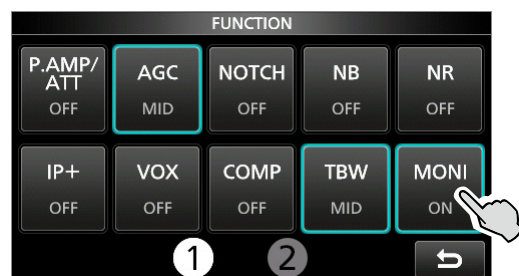 FUNCTION
P.AMP/
ATT
OFF
AGC
MID
NOTCH
OFF
NB
OFF
NR
OFF
IP+
OFF
VOX
OFF
COMP
OFF
TBW
MID
MONI
ON
1
2